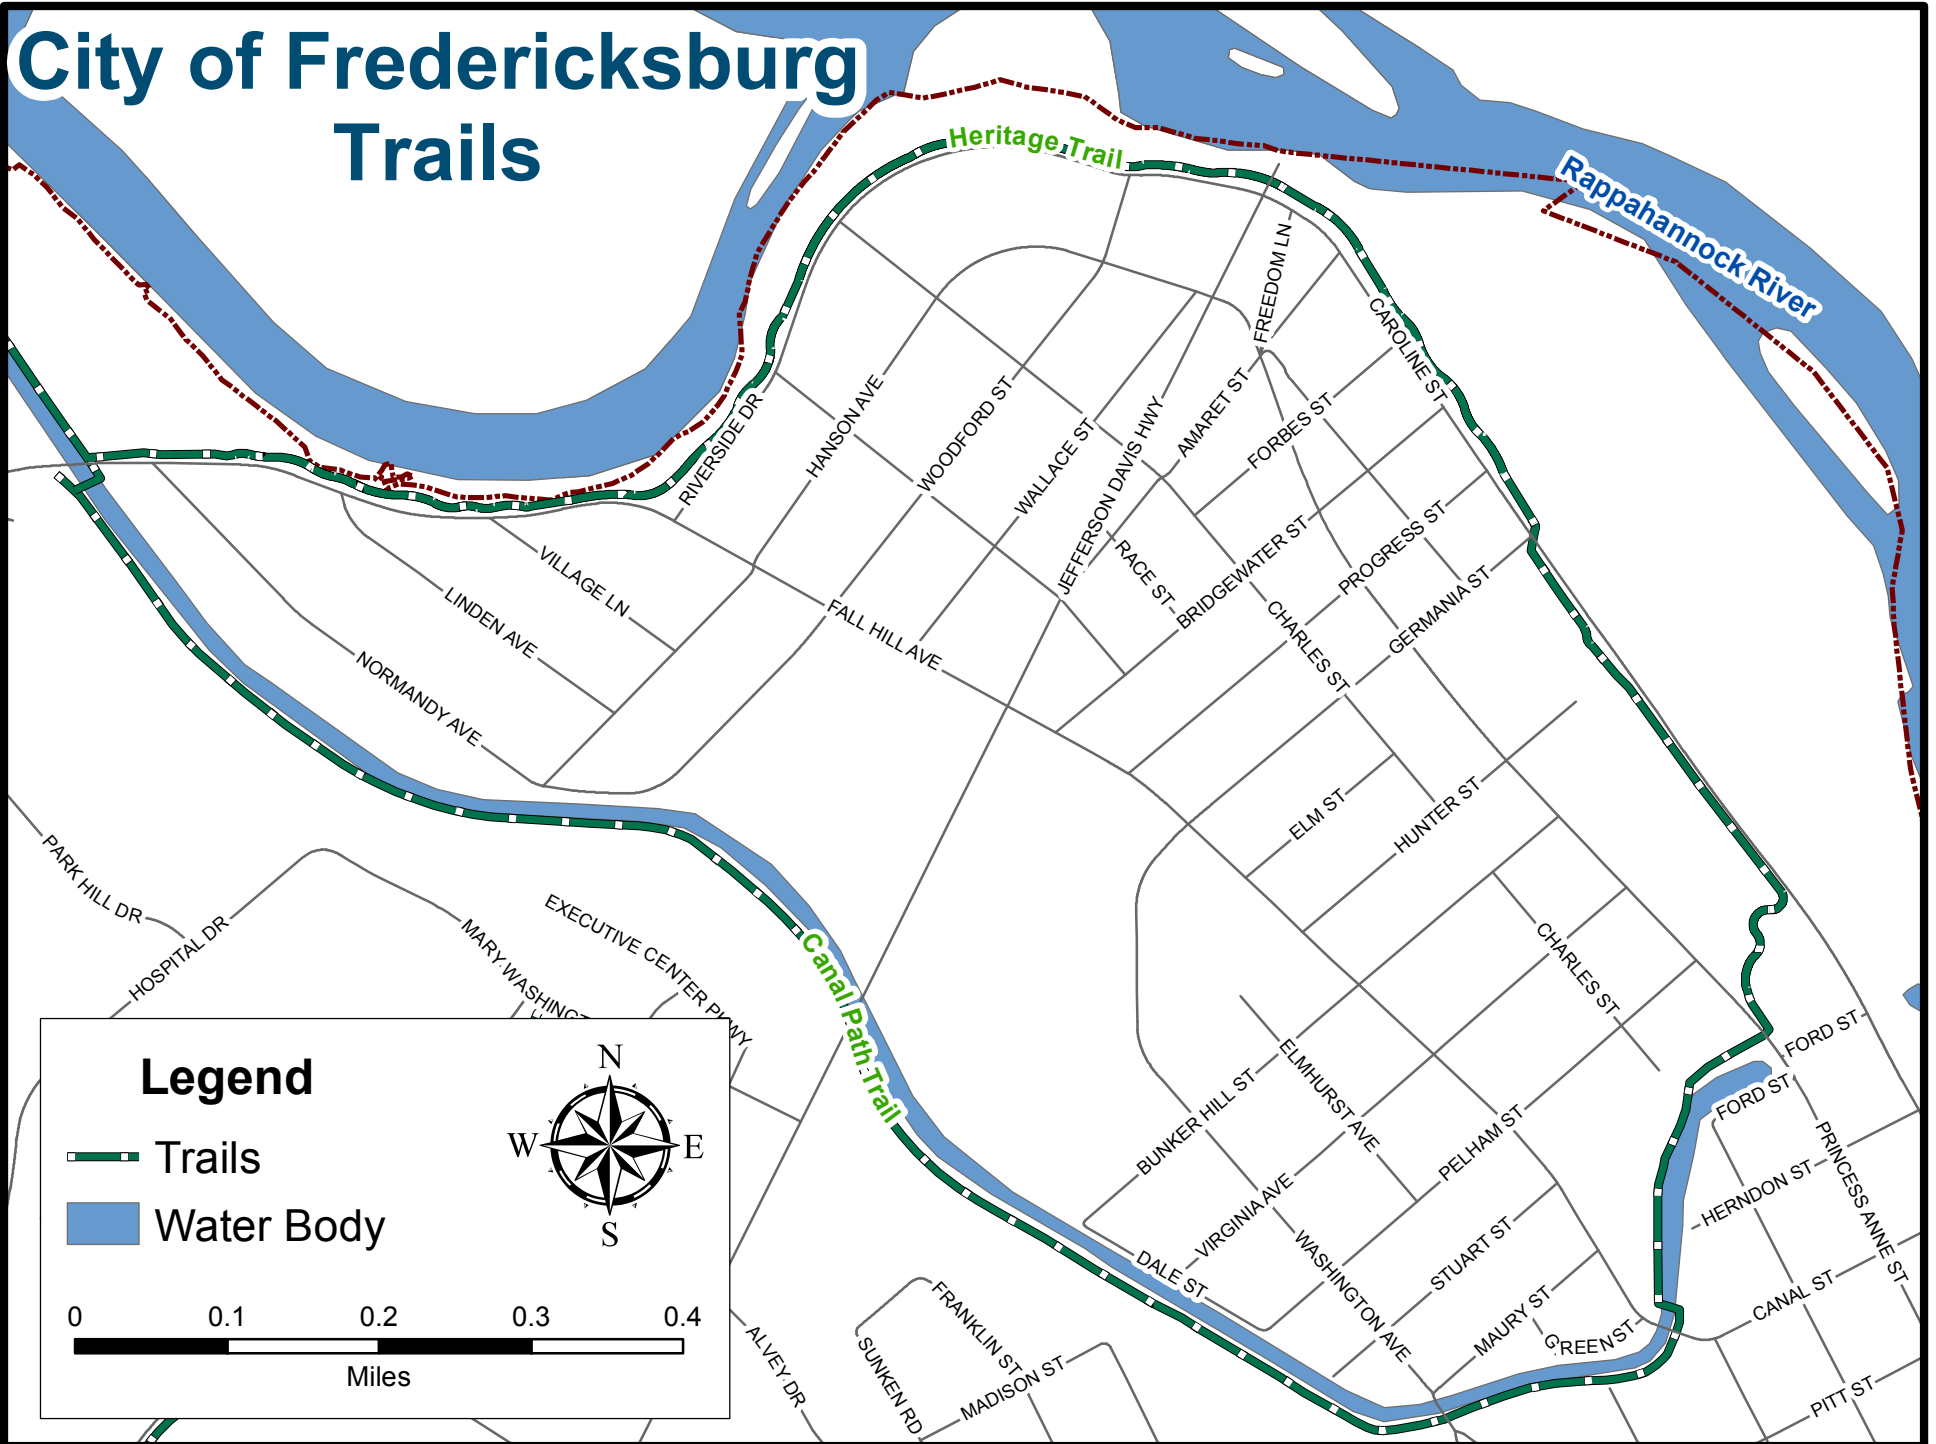 City of Fredericksburg
Trails
Heritage Trail
Rappahannock River
FREEDOM LN
CAROLINE ST
RIVERSIDE DR
HANSON AVE
WOODFORD ST
WALLACE ST
JEFFERSON DAVIS HWY
AMARET ST
FORBES ST
RACE ST
BRIDGEWATER ST
PROGRESS ST
GERMANIA ST
CHARLES ST
VILLAGE LN
LINDEN AVE
NORMANDY AVE
FALL HILL AVE
ELM ST
HUNTER ST
PARK HILL DR
HOSPITAL DR
MARY WASHINGT
EXECUTIVE CENTER PKWY
Canal Path Trail
CHARLES ST
FORD ST
FORD ST
ELMHURST AVE
BUNKER HILL ST
VIRGINIA AVE
PELHAM ST
PRINCESS ANNE ST
HERNDON ST
DALE ST
WASHINGTON AVE
STUART ST
MAURY ST
GREEN ST
CANAL ST
PITT ST
FRANKLIN ST
SUNKEN RD
MADISON ST
ALVEY DR
Legend
Trails
Water Body
N
W
E
S
0 0.1 0.2 0.3 0.4
Miles